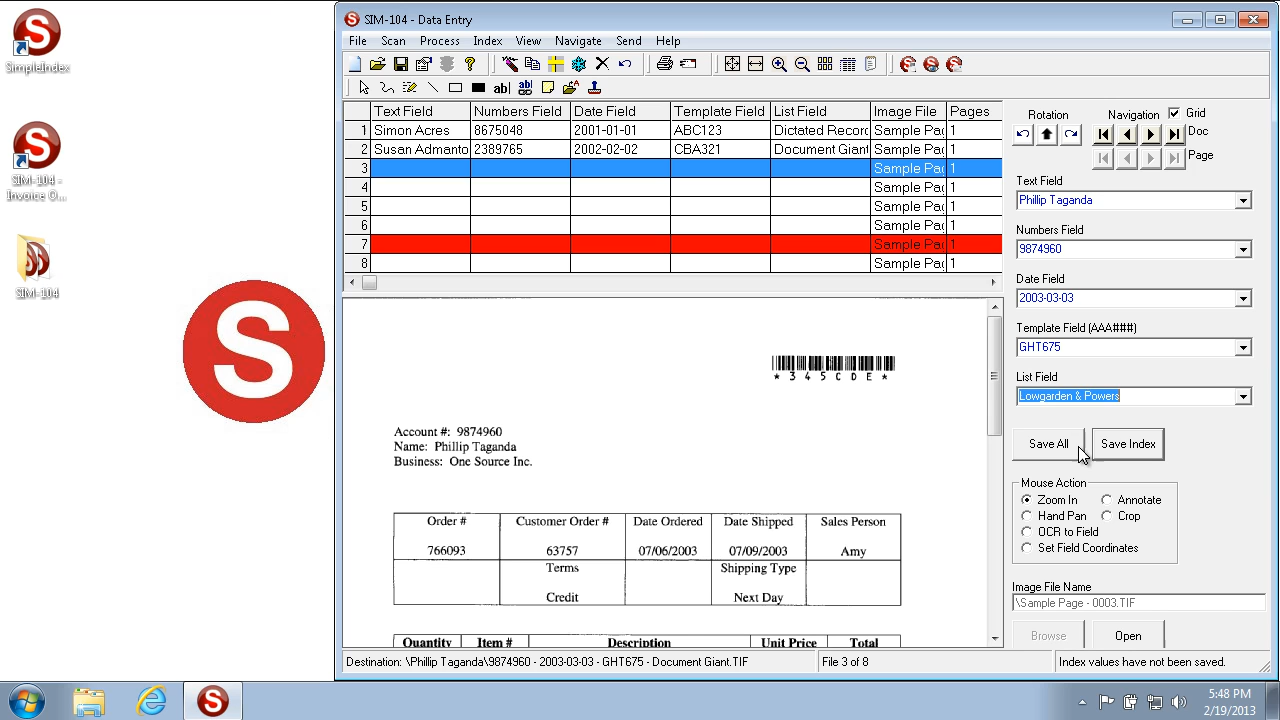 SimpleIndex
SIM-104 -
Invoice O...
SIM-104
S
SIM-104 - Data Entry
File Scan Process Index View Navigate Send Help
Text Field Numbers Field Date Field Template Field List Field Image File Pages
1 Simon Acres 8675048 2001-01-01 ABC123 Dictated Recor Sample Pag 1
2 Susan Admanto 2389765 2002-02-02 CBA321 Document Giant Sample Pag 1
3 Sample Pag 1
4 Sample Pag 1
5 Sample Pag 1
6 Sample Pag 1
7 Sample Pag 1
8 Sample Pag 1
Rotation Navigation Grid
Doc
Page
Text Field
Phillip Taganda
Numbers Field
9874960
Date Field
2003-03-03
Template Field (AAA###)
GHT675
List Field
Lowgarden & Powers
Save All Save Index
Mouse Action
Zoom In Annotate
Hand Pan Crop
OCR to Field
Set Field Coordinates
Image File Name
\Sample Page - 0003.TIF
Browse Open
*345CDE*
Account #: 9874960
Name: Phillip Taganda
Business: One Source Inc.
Order # Customer Order # Date Ordered Date Shipped Sales Person
766093 63757 07/06/2003 07/09/2003 Amy
Terms Shipping Type
Credit Next Day
Quantity Item # Description Unit Price Total
Destination: \Phillip Taganda\9874960 - 2003-03-03 - GHT675 - Document Giant.TIF File 3 of 8 Index values have not been saved.
5:48 PM
2/19/2013